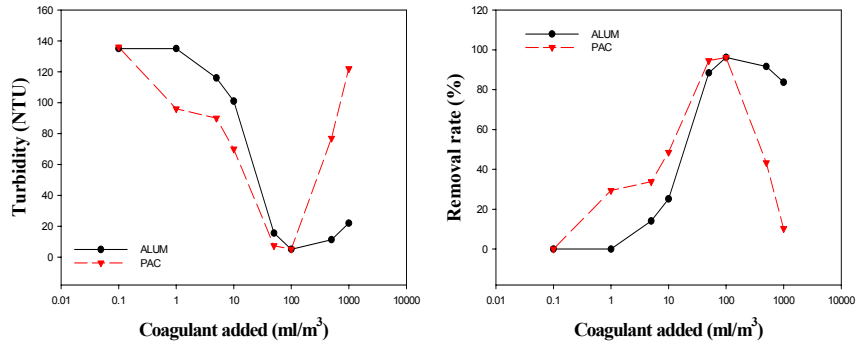 160
140
120
100
80
60
40
20
0
Turbidity (NTU)
ALUM
PAC
0.01 0.1 1 10 100 1000 10000
Coagulant added (ml/m³)
120
100
80
60
40
20
0
Removal rate (%)
ALUM
PAC
0.01 0.1 1 10 100 1000 10000
Coagulant added (ml/m³)